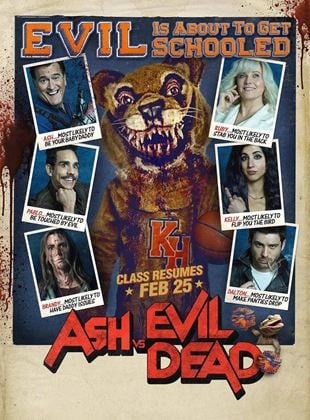 EVIL IS ABOUT TO GET SCHOOLED
ASH...MOST LIKELY TO
BE YOUR BABY DADDY
RUBY...MOST LIKELY TO
STAB YOU IN THE BACK
PABLO...MOST LIKELY TO
BE TOUCHED BY EVIL
KELLY...MOST LIKELY TO
FLIP YOU THE BIRD
BRANDY...MOST LIKELY TO
HAVE DADDY ISSUES
DALTON...MOST LIKELY TO
MAKE PANTIES DROP
KH
CLASS RESUMES
FEB 25
ASH VS EVIL
DEAD